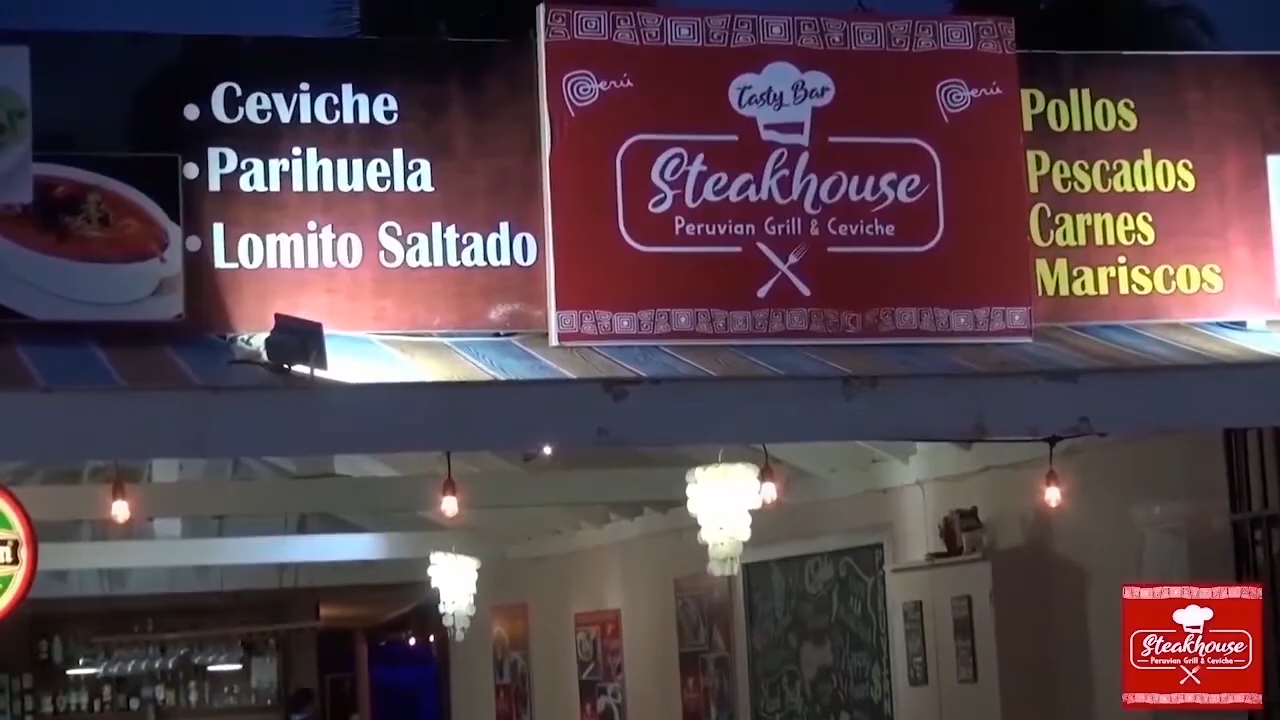 • Ceviche
• Parihuela
• Lomito Saltado
Perú
Tasty Bar
Perú
Steakhouse
Peruvian Grill & Ceviche
Pollos
Pescados
Carnes
Mariscos
Steakhouse
Peruvian Grill & Ceviche